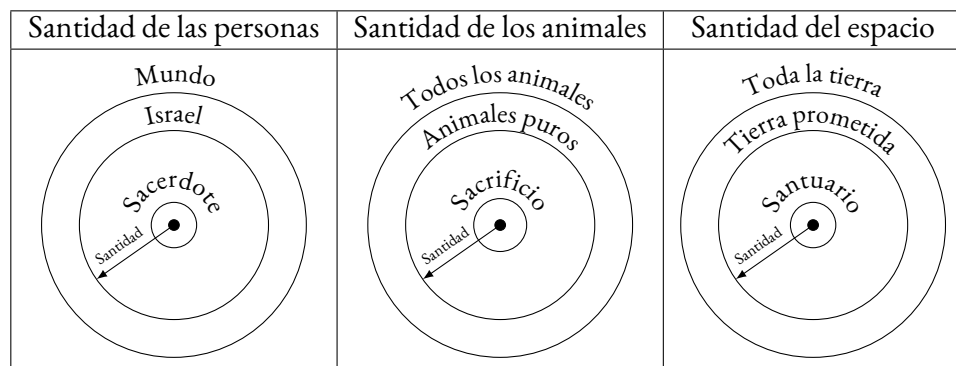 Santidad de las personas
Mundo
Israel
Sacerdote
Santidad
Santidad de los animales
Todos los animales
Animales puros
Sacrificio
Santidad
Santidad del espacio
Toda la tierra
Tierra prometida
Santuario
Santidad